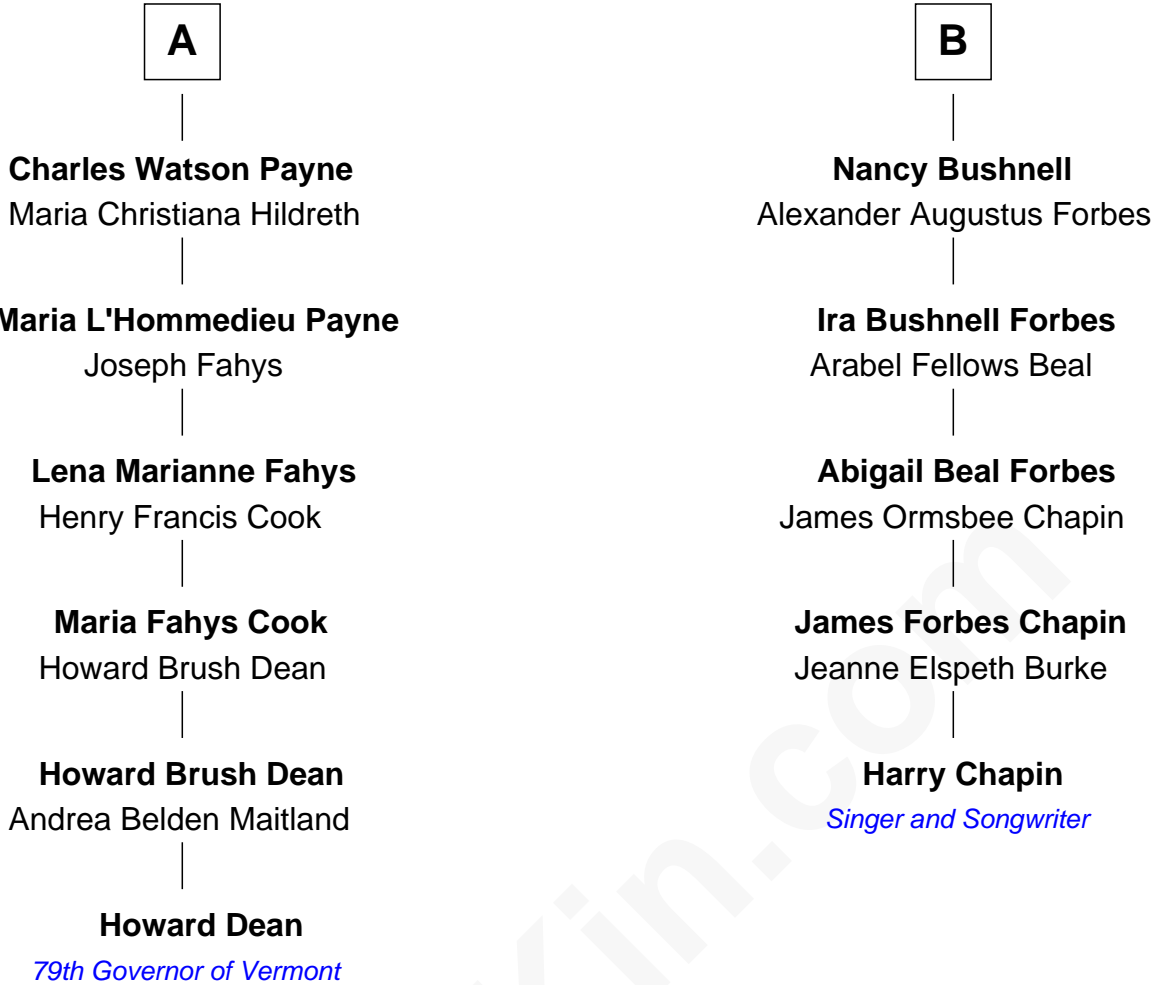 A
Charles Watson Payne
Maria Christiana Hildreth
Maria L'Hommedieu Payne
Joseph Fahys
Lena Marianne Fahys
Henry Francis Cook
Maria Fahys Cook
Howard Brush Dean
Howard Brush Dean
Andrea Belden Maitland
Howard Dean
79th Governor of Vermont
B
Nancy Bushnell
Alexander Augustus Forbes
Ira Bushnell Forbes
Arabel Fellows Beal
Abigail Beal Forbes
James Ormsbee Chapin
James Forbes Chapin
Jeanne Elspeth Burke
Harry Chapin
Singer and Songwriter
Kin.com